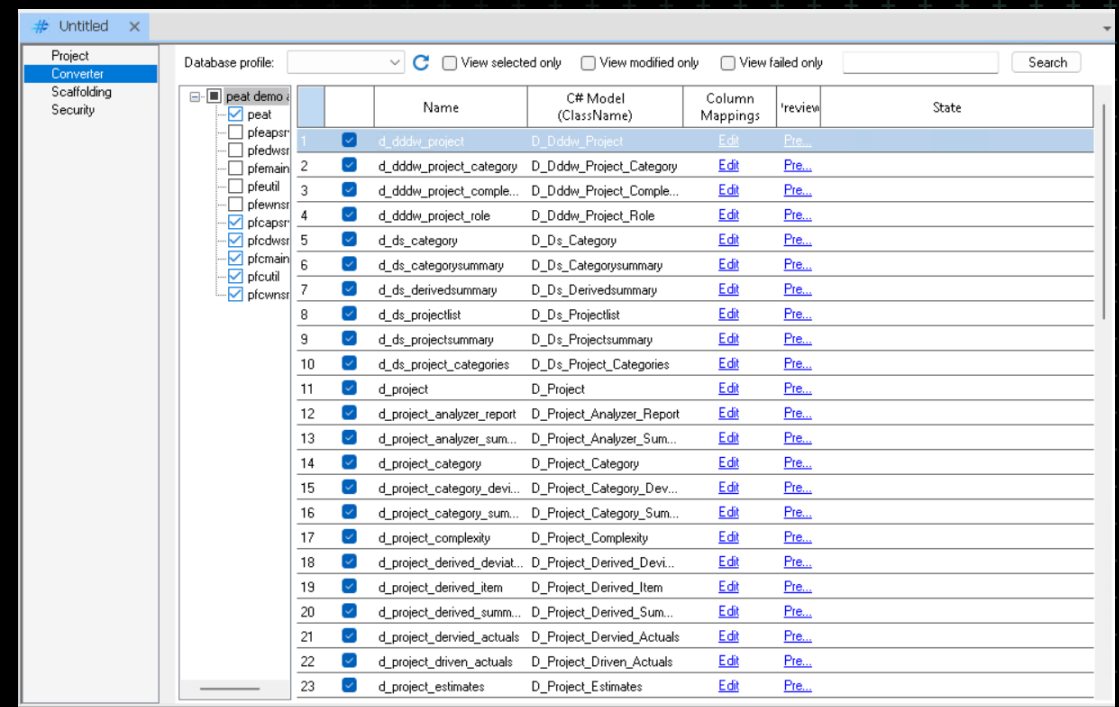 Untitled
Project
Converter
Scaffolding
Security
Database profile: View selected only View modified only View failed only Search
peat demo
peat
pfeapsr
pfedwsr
pfemain
pfeutil
pfewnsr
pfcapsr
pfcdwsr
pfcmain
pfcutil
pfcwnsr
Name C# Model (ClassName) Column Mappings review State
1 d_dddw_project D_Dddw_Project Edit Pre...
2 d_dddw_project_category D_Dddw_Project_Category Edit Pre...
3 d_dddw_project_comple... D_Dddw_Project_Comple... Edit Pre...
4 d_dddw_project_role D_Dddw_Project_Role Edit Pre...
5 d_ds_category D_Ds_Category Edit Pre...
6 d_ds_categorysummary D_Ds_Categorysummary Edit Pre...
7 d_ds_derivedsummary D_Ds_Derivedsummary Edit Pre...
8 d_ds_projectlist D_Ds_Projectlist Edit Pre...
9 d_ds_projectsummary D_Ds_Projectsummary Edit Pre...
10 d_ds_project_categories D_Ds_Project_Categories Edit Pre...
11 d_project D_Project Edit Pre...
12 d_project_analyzer_report D_Project_Analyzer_Report Edit Pre...
13 d_project_analyzer_sum... D_Project_Analyzer_Sum... Edit Pre...
14 d_project_category D_Project_Category Edit Pre...
15 d_project_category_devi... D_Project_Category_Dev... Edit Pre...
16 d_project_category_sum... D_Project_Category_Sum... Edit Pre...
17 d_project_complexity D_Project_Complexity Edit Pre...
18 d_project_derived_deviat... D_Project_Derived_Devi... Edit Pre...
19 d_project_derived_item D_Project_Derived_Item Edit Pre...
20 d_project_derived_summ... D_Project_Derived_Sum... Edit Pre...
21 d_project_dervied_actuals D_Project_Dervied_Actuals Edit Pre...
22 d_project_driven_actuals D_Project_Driven_Actuals Edit Pre...
23 d_project_estimates D_Project_Estimates Edit Pre...